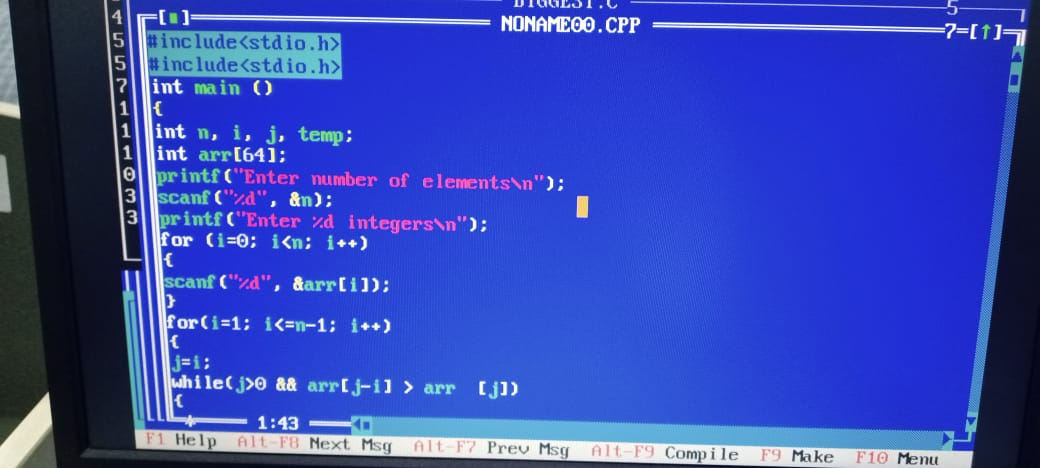 BIGGEST.C 5
4 [■] NONAME00.CPP 7=[↑]
5 #include<stdio.h>
5 #include<stdio.h>
7 int main ()
1 {
1 int n, i, j, temp;
1 int arr[64];
0 printf("Enter number of elements\n");
3 scanf("%d", &n);
3 printf("Enter %d integers\n");
for (i=0; i<n; i++)
{
scanf("%d", &arr[i]);
}
for(i=1; i<=n-1; i++)
{
j=i;
while(j>0 && arr[j-i] > arr  [j])
{
* 1:43
F1 Help Alt-F8 Next Msg Alt-F7 Prev Msg Alt-F9 Compile F9 Make F10 Menu